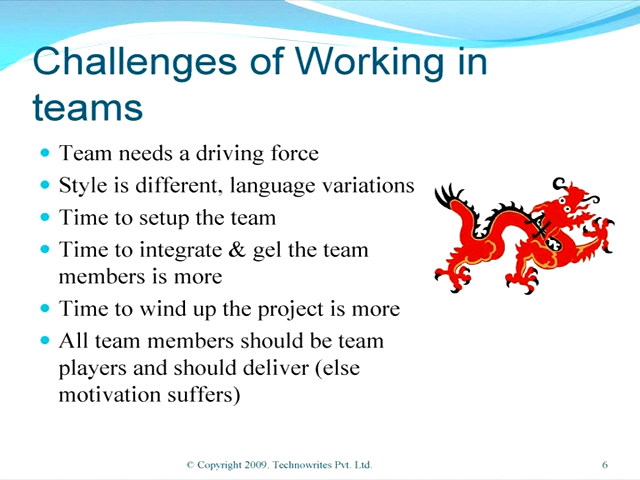 Challenges of Working in
teams
Team needs a driving force
Style is different, language variations
Time to setup the team
Time to integrate & gel the team
members is more
Time to wind up the project is more
All team members should be team
players and should deliver (else
motivation suffers)
© Copyright 2009. Technowrites Pvt. Ltd.
6